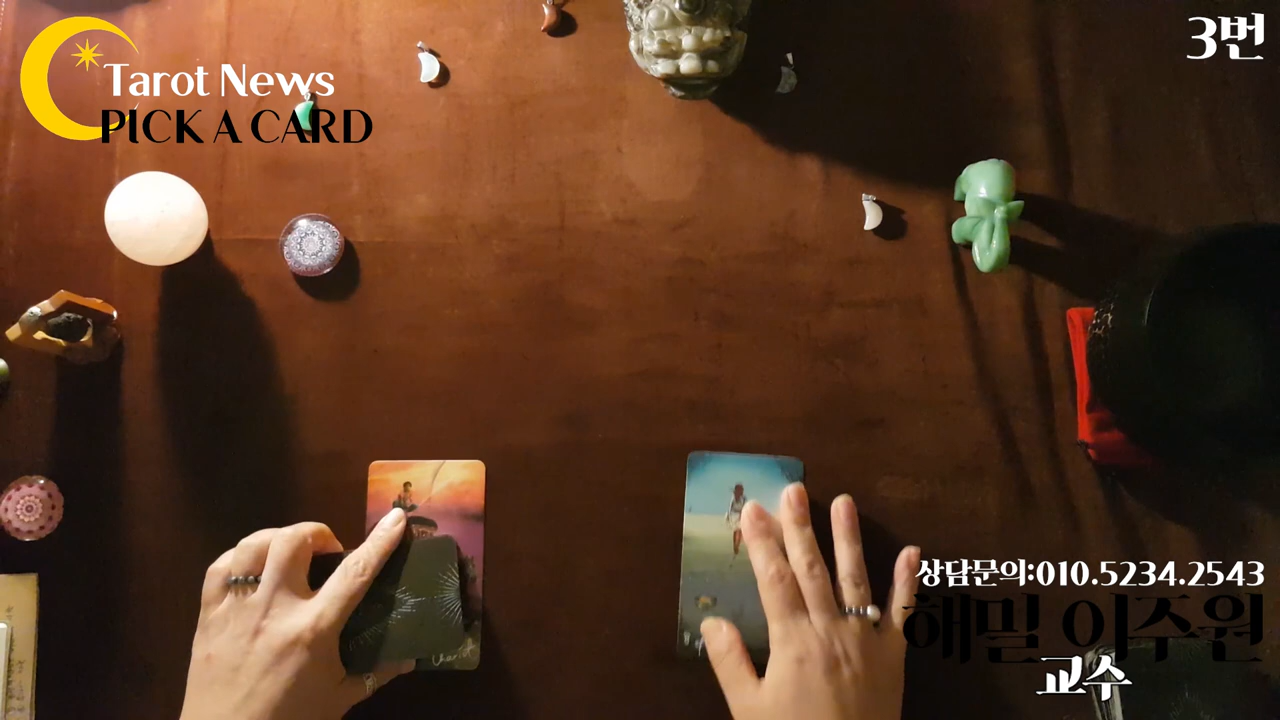 Tarot News
PICK A CARD
3번
상담문의:010.5234.2543
해밀 이주원
교수
Chariot